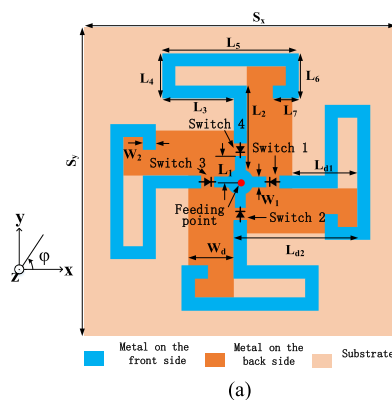 Sx
L5
L4
L6
L3
L2
L7
Switch 4
W2
Switch 1
Switch 3
Ld1
Sy
L1
W1
Feeding
point
Switch 2
Wd
Ld2
y
φ
z
x
Metal on the
front side
Metal on the
back side
Substrate
(a)